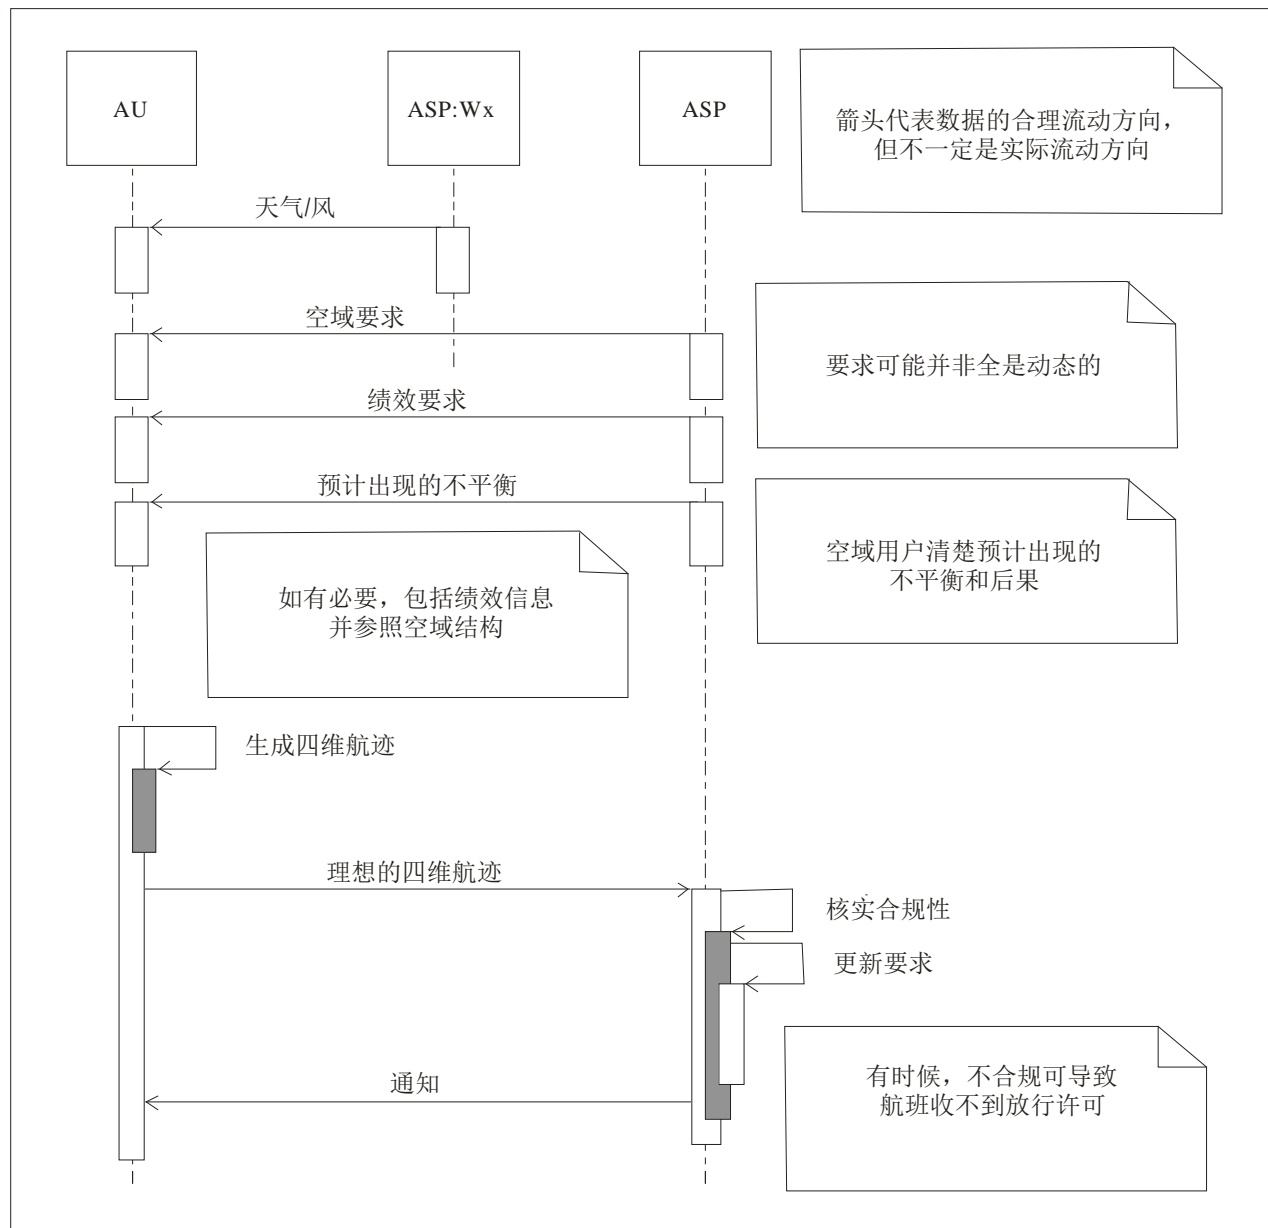 AU
ASP:Wx
ASP
箭头代表数据的合理流动方向，
但不一定是实际流动方向
天气/风
空域要求
要求可能并非全是动态的
绩效要求
预计出现的不平衡
空域用户清楚预计出现的
不平衡和后果
如有必要，包括绩效信息
并参照空域结构
生成四维航迹
理想的四维航迹
核实合规性
更新要求
有时候，不合规可导致
航班收不到放行许可
通知